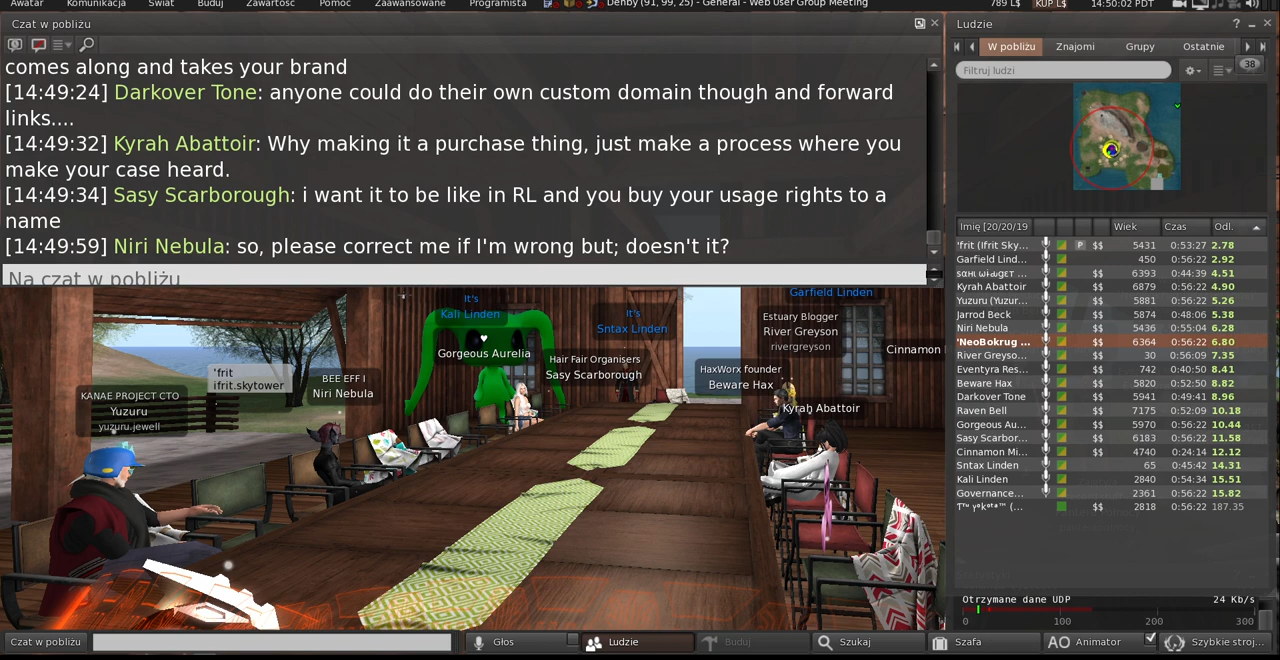 Awatar Komunikacja Świat Buduj Zawartość Pomoc Zaawansowane Programista Denby (91, 99, 25) - General - Web User Group Meeting 789 L$ KUP L$ 14:50:02 PDT
Czat w pobliżu
comes along and takes your brand
[14:49:24] Darkover Tone: anyone could do their own custom domain though and forward
links....
[14:49:32] Kyrah Abattoir: Why making it a purchase thing, just make a process where you
make your case heard.
[14:49:34] Sasy Scarborough: i want it to be like in RL and you buy your usage rights to a
name
[14:49:59] Niri Nebula: so, please correct me if I'm wrong but; doesn't it?
Na czat w pobliżu
It's
Kali Linden
Gorgeous Aurelia
It's
Sntax Linden
Hair Fair Organisers
Sasy Scarborough
Garfield Linden
Estuary Blogger
River Greyson
rivergreyson
Cinnamon
HaxWorx founder
Beware Hax
Kyrah Abattoir
'frit
ifrit.skytower
BEE EFF I
Niri Nebula
KANAE PROJECT CTO
Yuzuru
yuzuru.jewell
Ludzie
? _ ×
W pobliżu Znajomi Grupy Ostatnie
Filtruj ludzi
38
Imię [20/20/19 Wiek Czas Odl.
'frit (Ifrit Sky... P $$ 5431 0:53:27 2.78
Garfield Lind... 450 0:56:22 2.92
$$ 6393 0:44:39 4.51
Kyrah Abattoir $$ 6879 0:56:22 4.90
Yuzuru (Yuzur... $$ 5881 0:56:22 5.26
Jarrod Beck $$ 5874 0:48:06 5.38
Niri Nebula $$ 5436 0:55:04 6.28
'NeoBokrug ... $$ 6364 0:56:22 6.80
River Greyso... $$ 30 0:56:09 7.35
Eventyra Res... $$ 742 0:40:50 8.41
Beware Hax $$ 5820 0:52:50 8.82
Darkover Tone $$ 5941 0:49:41 8.96
Raven Bell $$ 7175 0:52:09 10.18
Gorgeous Au... $$ 5970 0:56:22 10.44
Sasy Scarbor... $$ 6183 0:56:22 11.58
Cinnamon Mi... $$ 4740 0:24:14 12.12
Sntax Linden 65 0:45:42 14.31
Kali Linden 2840 0:54:34 15.51
Governance... 2361 0:56:22 15.82
$$ 2818 0:56:22 187.35
Otrzymane dane UDP 24 Kb/s
0 100 200 300
Czat w pobliżu Głos Ludzie Buduj Szukaj Szafa AO Animator Szybkie stroj...